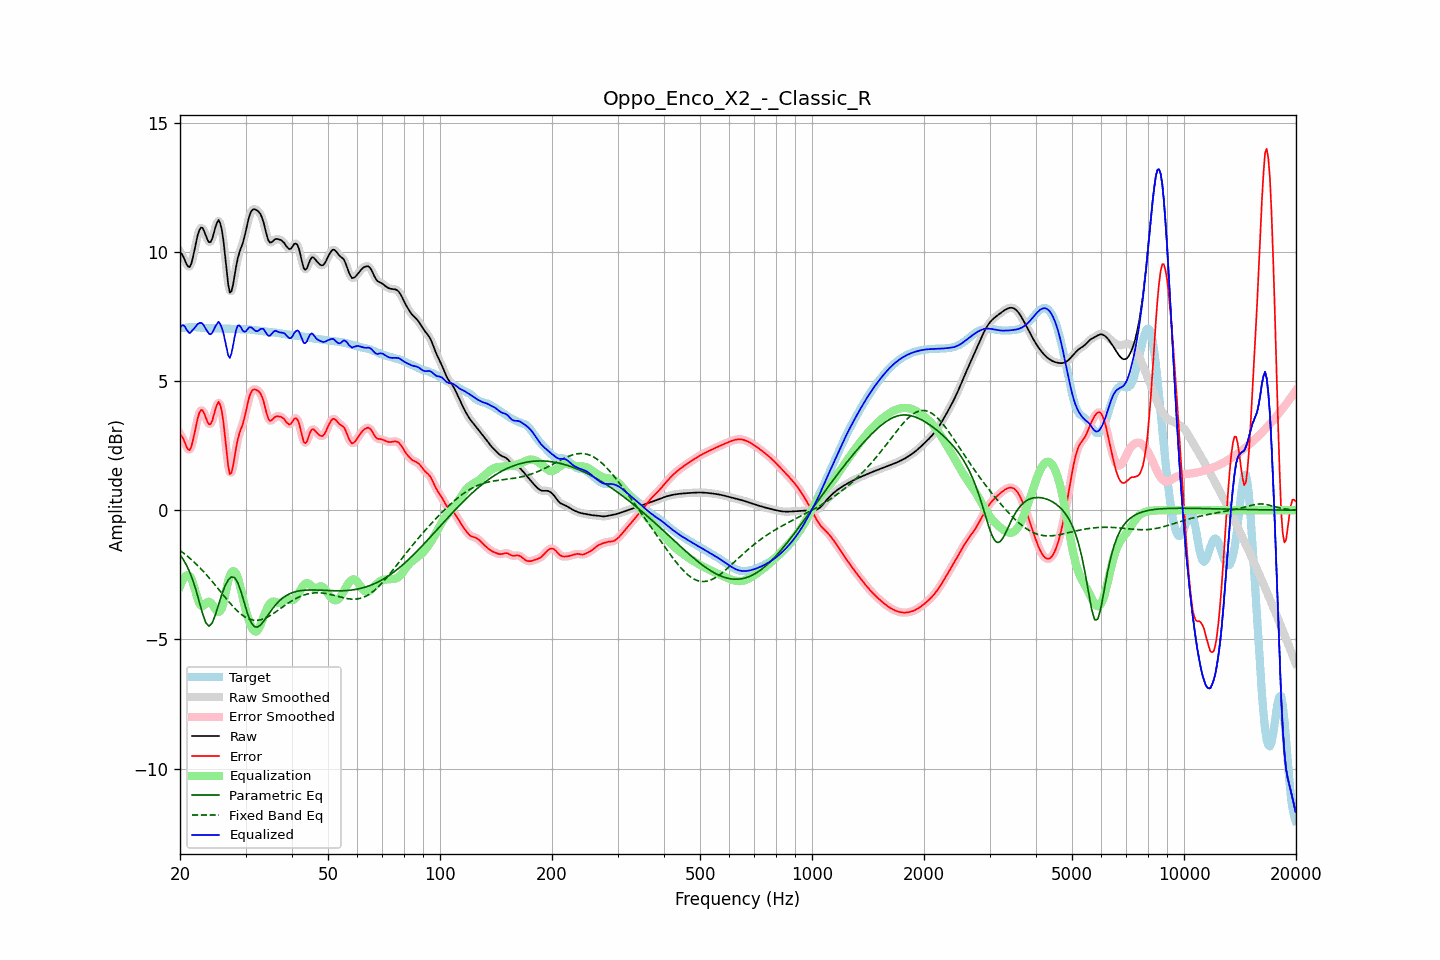 Oppo_Enco_X2_-_Classic_R
Amplitude (dBr)
15
10
5
0
−5
−10
Target
Raw Smoothed
Error Smoothed
Raw
Error
Equalization
Parametric Eq
Fixed Band Eq
Equalized
20 50 100 200 500 1000 2000 5000 10000 20000
Frequency (Hz)